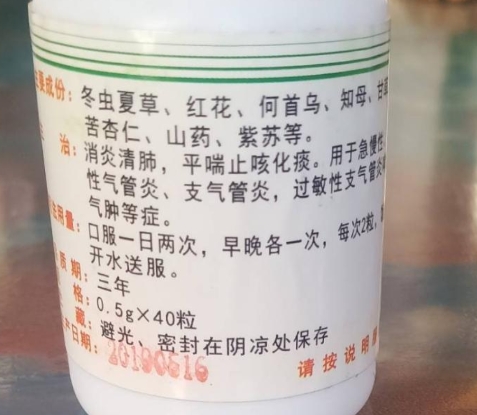 要成份：冬虫夏草、红花、何首乌、知母、甘草
苦杏仁、山药、紫苏等。
治：消炎清肺，平喘止咳化痰。用于急慢性
性气管炎、支气管炎，过敏性支气管炎
气肿等症。
用量：口服一日两次，早晚各一次，每次2粒，
开水送服。
质期：三年
格：0.5g×40粒
藏：避光、密封在阴凉处保存
产日期：20190816
请按说明